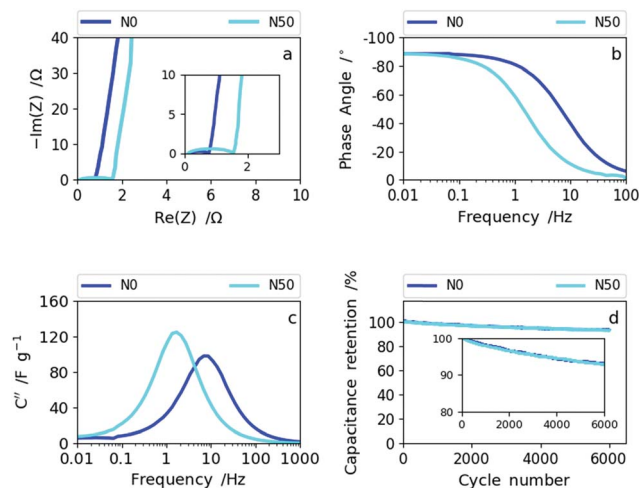 N0 N50
a
−Im(Z) /Ω
40
30
20
10
0
0 2 4 6 8 10
Re(Z) /Ω
10
5
0
0 2
N0 N50
b
Phase Angle /°
-100
-80
-60
-40
-20
0
0.01 0.1 1 10 100
Frequency /Hz
N0 N50
c
C″ /F g⁻¹
160
120
80
40
0
0.01 0.1 1 10 100 1000
Frequency /Hz
N0 N50
d
Capacitance retention /%
100
80
60
40
20
0
0 2000 4000 6000
Cycle number
100
90
80
0 2000 4000 6000